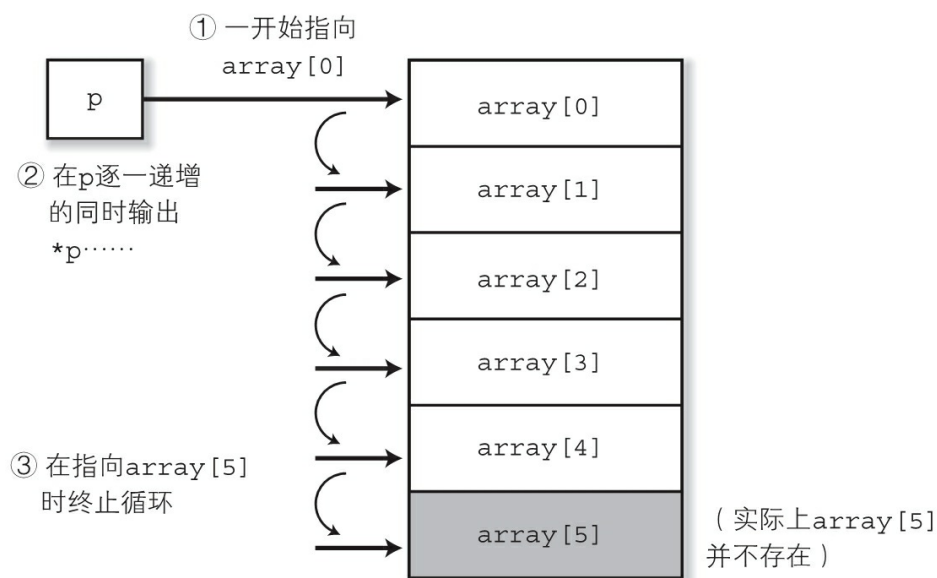 ① 一开始指向
array[0]
p
array[0]
② 在p逐一递增
的同时输出
*p……
array[1]
array[2]
array[3]
array[4]
③ 在指向array[5]
时终止循环
array[5]
（实际上array[5]
并不存在）